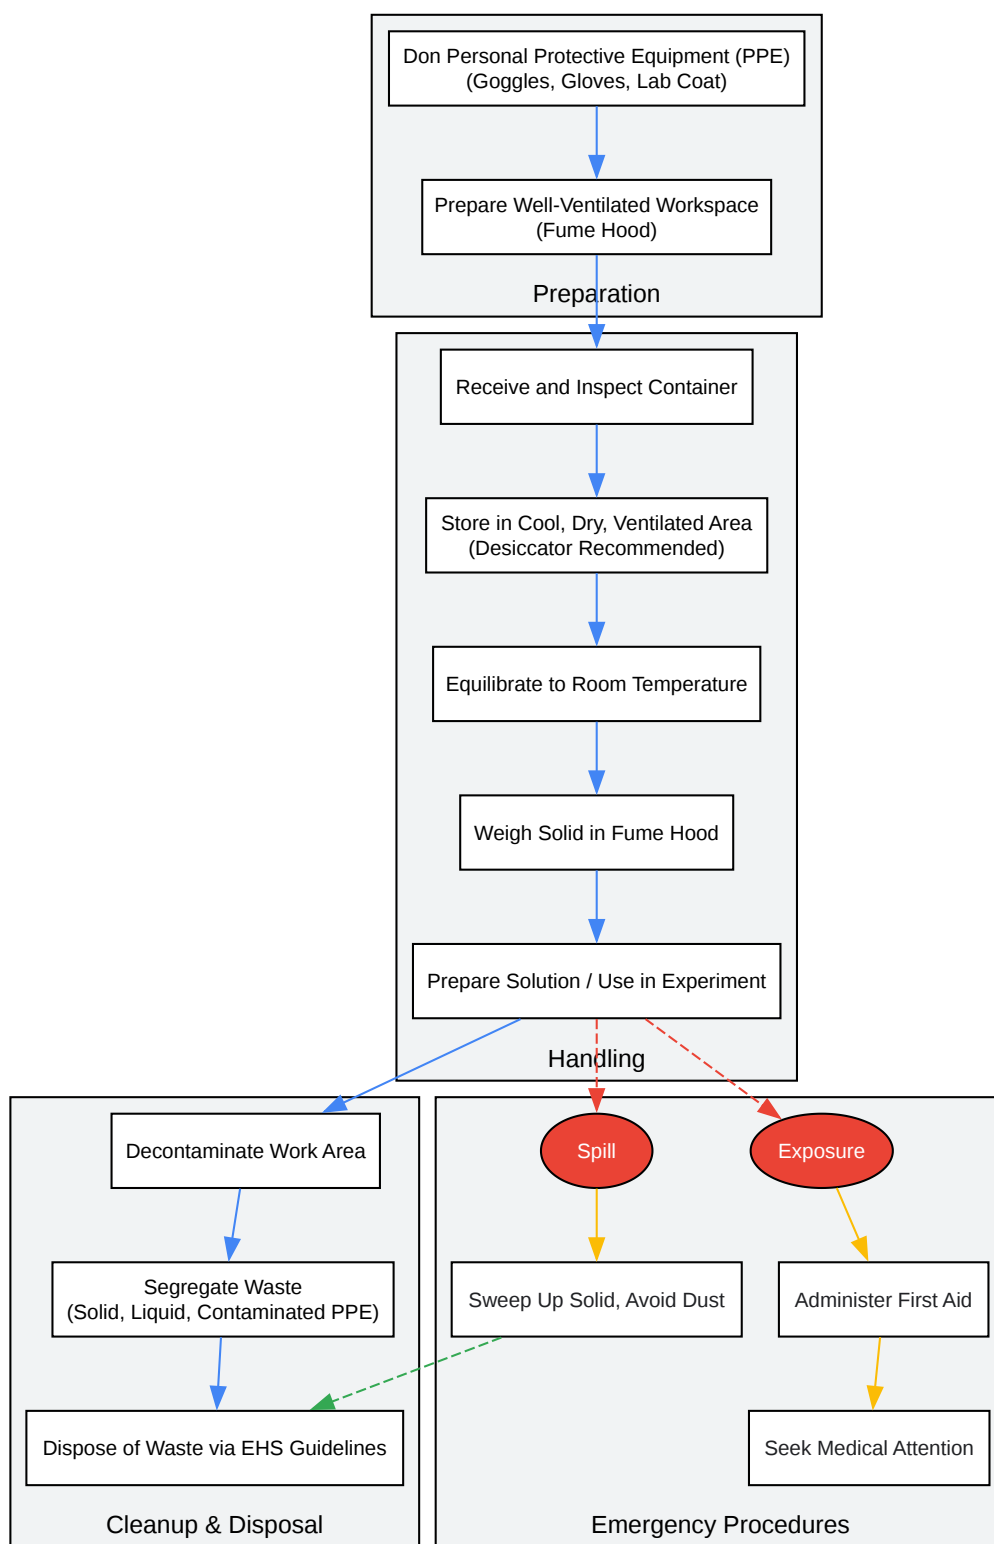 Don Personal Protective Equipment (PPE)
(Goggles, Gloves, Lab Coat)
Prepare Well-Ventilated Workspace
(Fume Hood)
Preparation
Receive and Inspect Container
Store in Cool, Dry, Ventilated Area
(Desiccator Recommended)
Equilibrate to Room Temperature
Weigh Solid in Fume Hood
Prepare Solution / Use in Experiment
Handling
Decontaminate Work Area
Segregate Waste
(Solid, Liquid, Contaminated PPE)
Dispose of Waste via EHS Guidelines
Cleanup & Disposal
Spill
Exposure
Sweep Up Solid, Avoid Dust
Administer First Aid
Seek Medical Attention
Emergency Procedures